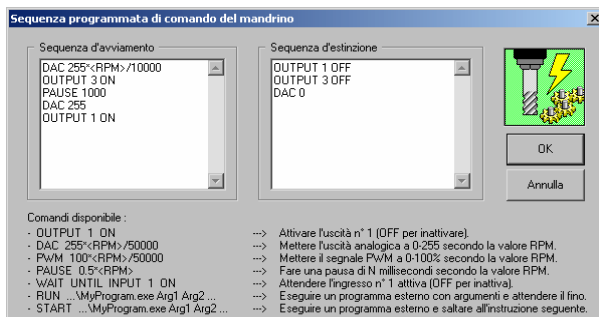 Sequenza programmata di comando del mandrino
Sequenza d'avviamento
DAC 255*<RPM>/10000
OUTPUT 3 ON
PAUSE 1000
DAC 255
OUTPUT 1 ON
Sequenza d'estinzione
OUTPUT 1 OFF
OUTPUT 3 OFF
DAC 0
OK
Annulla
Comandi disponibile :
- OUTPUT 1 ON ---> Attivare l'uscità n° 1 (OFF per inattivare).
- DAC 255*<RPM>/50000 ---> Mettere l'uscità analogica a 0-255 secondo la valore RPM.
- PWM 100*<RPM>/50000 ---> Mettere il segnale PWM a 0-100% secondo la valore RPM.
- PAUSE 0.5*<RPM> ---> Fare una pausa di N millisecondi secondo la valore RPM.
- WAIT UNTIL INPUT 1 ON ---> Attendere l'ingresso n° 1 attiva (OFF per inattiva).
- RUN ...\MyProgram.exe Arg1 Arg2 ... ---> Eseguire un programma esterno con argumenti e attendere il fino.
- START ...\MyProgram.exe Arg1 Arg2 ... ---> Eseguire un programma esterno e saltare all'instruzione seguente.